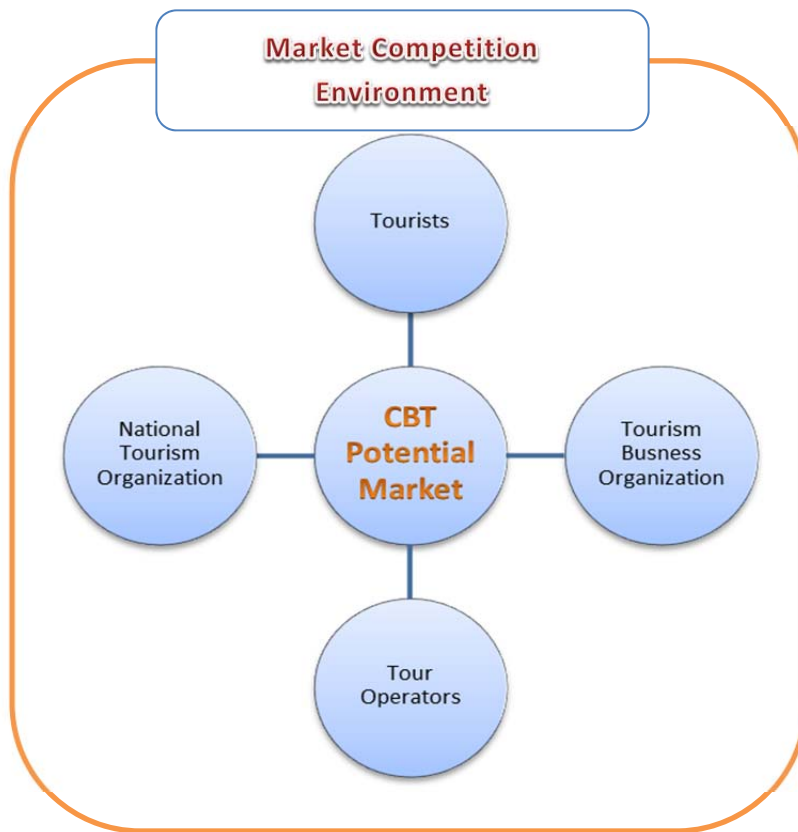 Market Competition
Environment
Tourists
National
Tourism
Organization
CBT
Potential
Market
Tourism
Busness
Organization
Tour
Operators